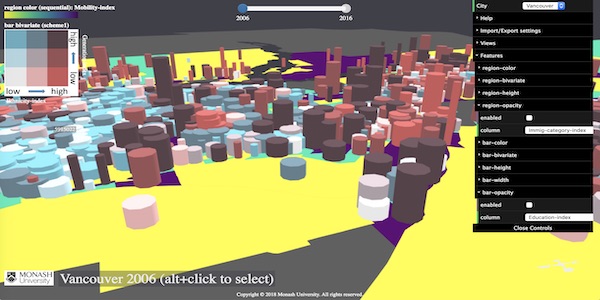 region color (sequential): Mobility-index
bar bivariate (scheme1)
high
low
low
high
Mobility-index
2006
2016
City
Vancouver
Help
Import/Export settings
Views
Features
region-color
region-bivariate
region-height
region-opacity
enabled
column
Immig-category-index
bar-color
bar-bivariate
bar-height
bar-width
bar-opacity
enabled
column
Education-index
Close Controls
MONASH
University
Vancouver 2006 (alt+click to select)
Copyright © 2018 Monash University. All rights reserved.